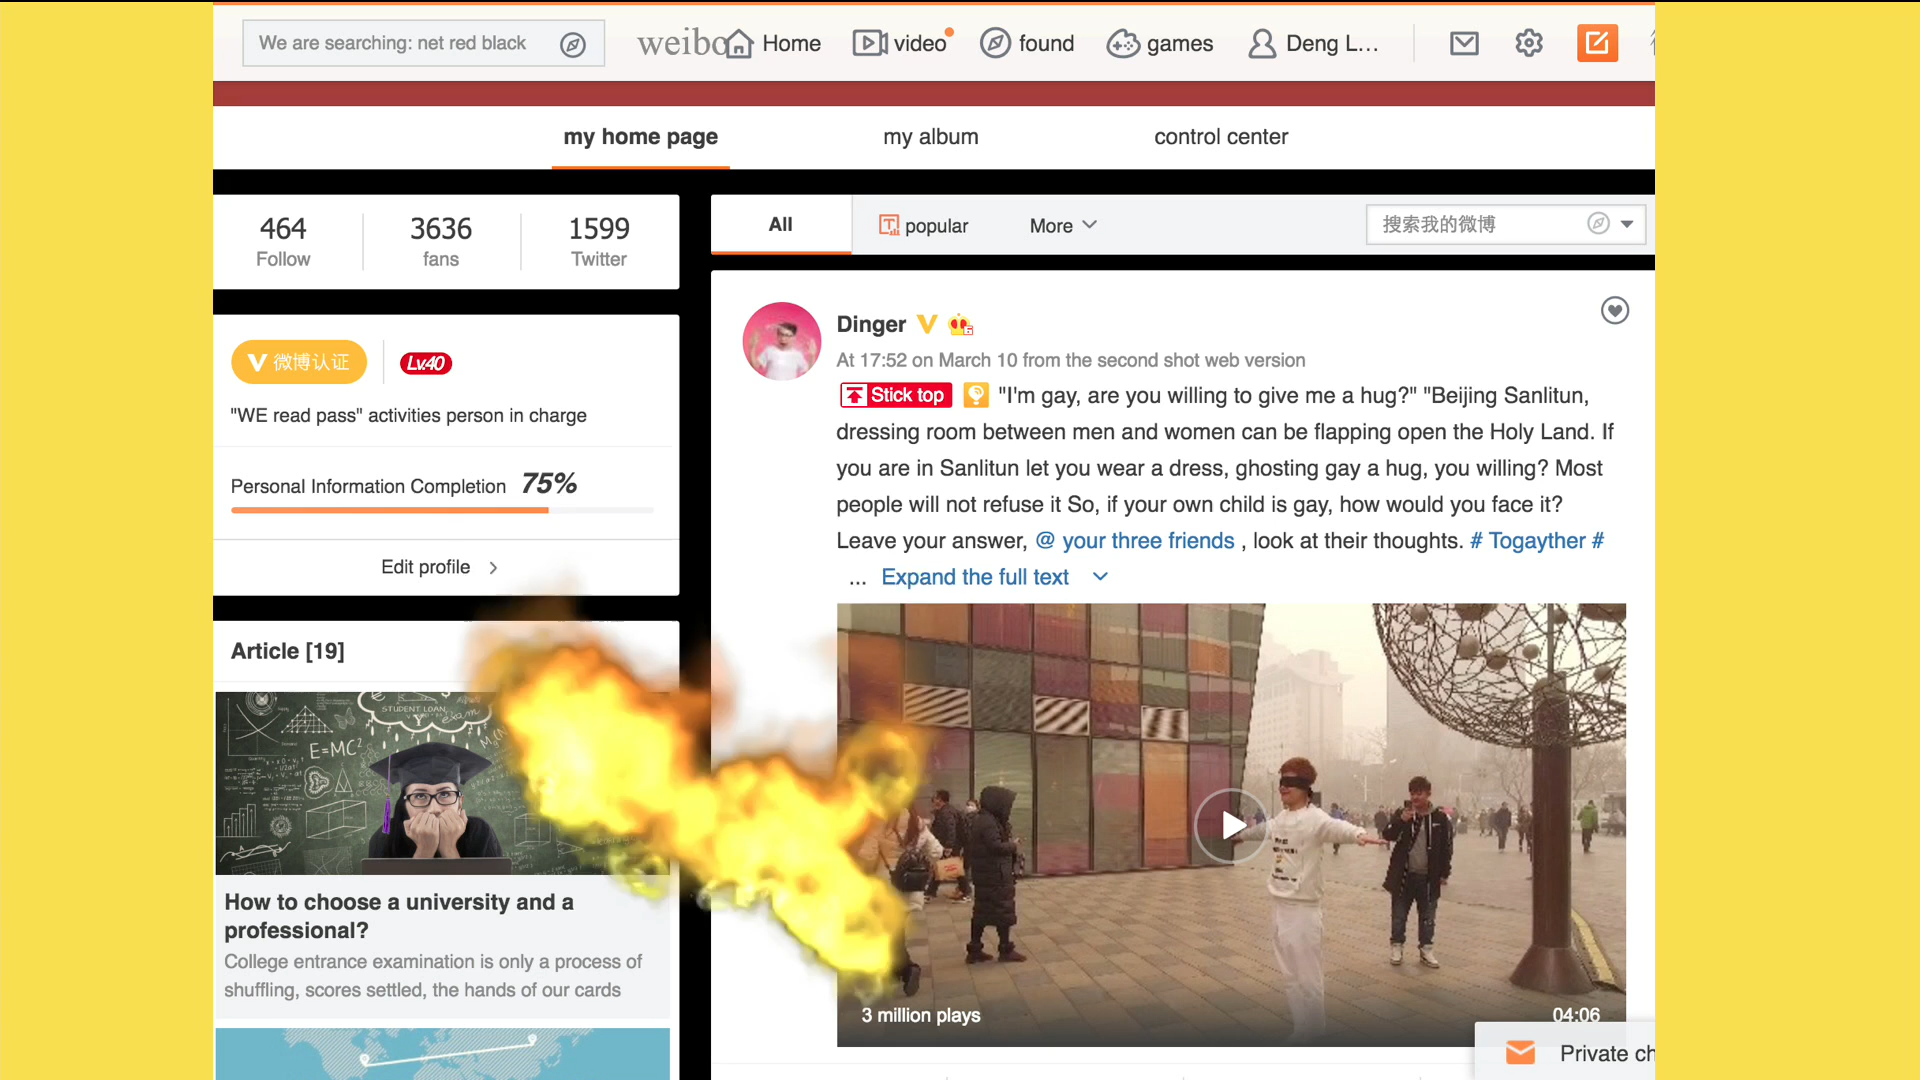 We are searching: net red black
weibo
Home
video
found
games
Deng L...
my home page
my album
control center
464
Follow
3636
fans
1599
Twitter
All
popular
More
搜索我的微博
V 微博认证
Lv.40
"WE read pass" activities person in charge
Personal Information Completion 75%
Edit profile
Article [19]
STUDENT LOAN
exam
E=MC²
How to choose a university and a
professional?
College entrance examination is only a process of
shuffling, scores settled, the hands of our cards
Dinger
At 17:52 on March 10 from the second shot web version
Stick top "I'm gay, are you willing to give me a hug?" "Beijing Sanlitun,
dressing room between men and women can be flapping open the Holy Land. If
you are in Sanlitun let you wear a dress, ghosting gay a hug, you willing? Most
people will not refuse it So, if your own child is gay, how would you face it?
Leave your answer, @ your three friends , look at their thoughts. # Togayther #
... Expand the full text
3 million plays
04:06
Private ch